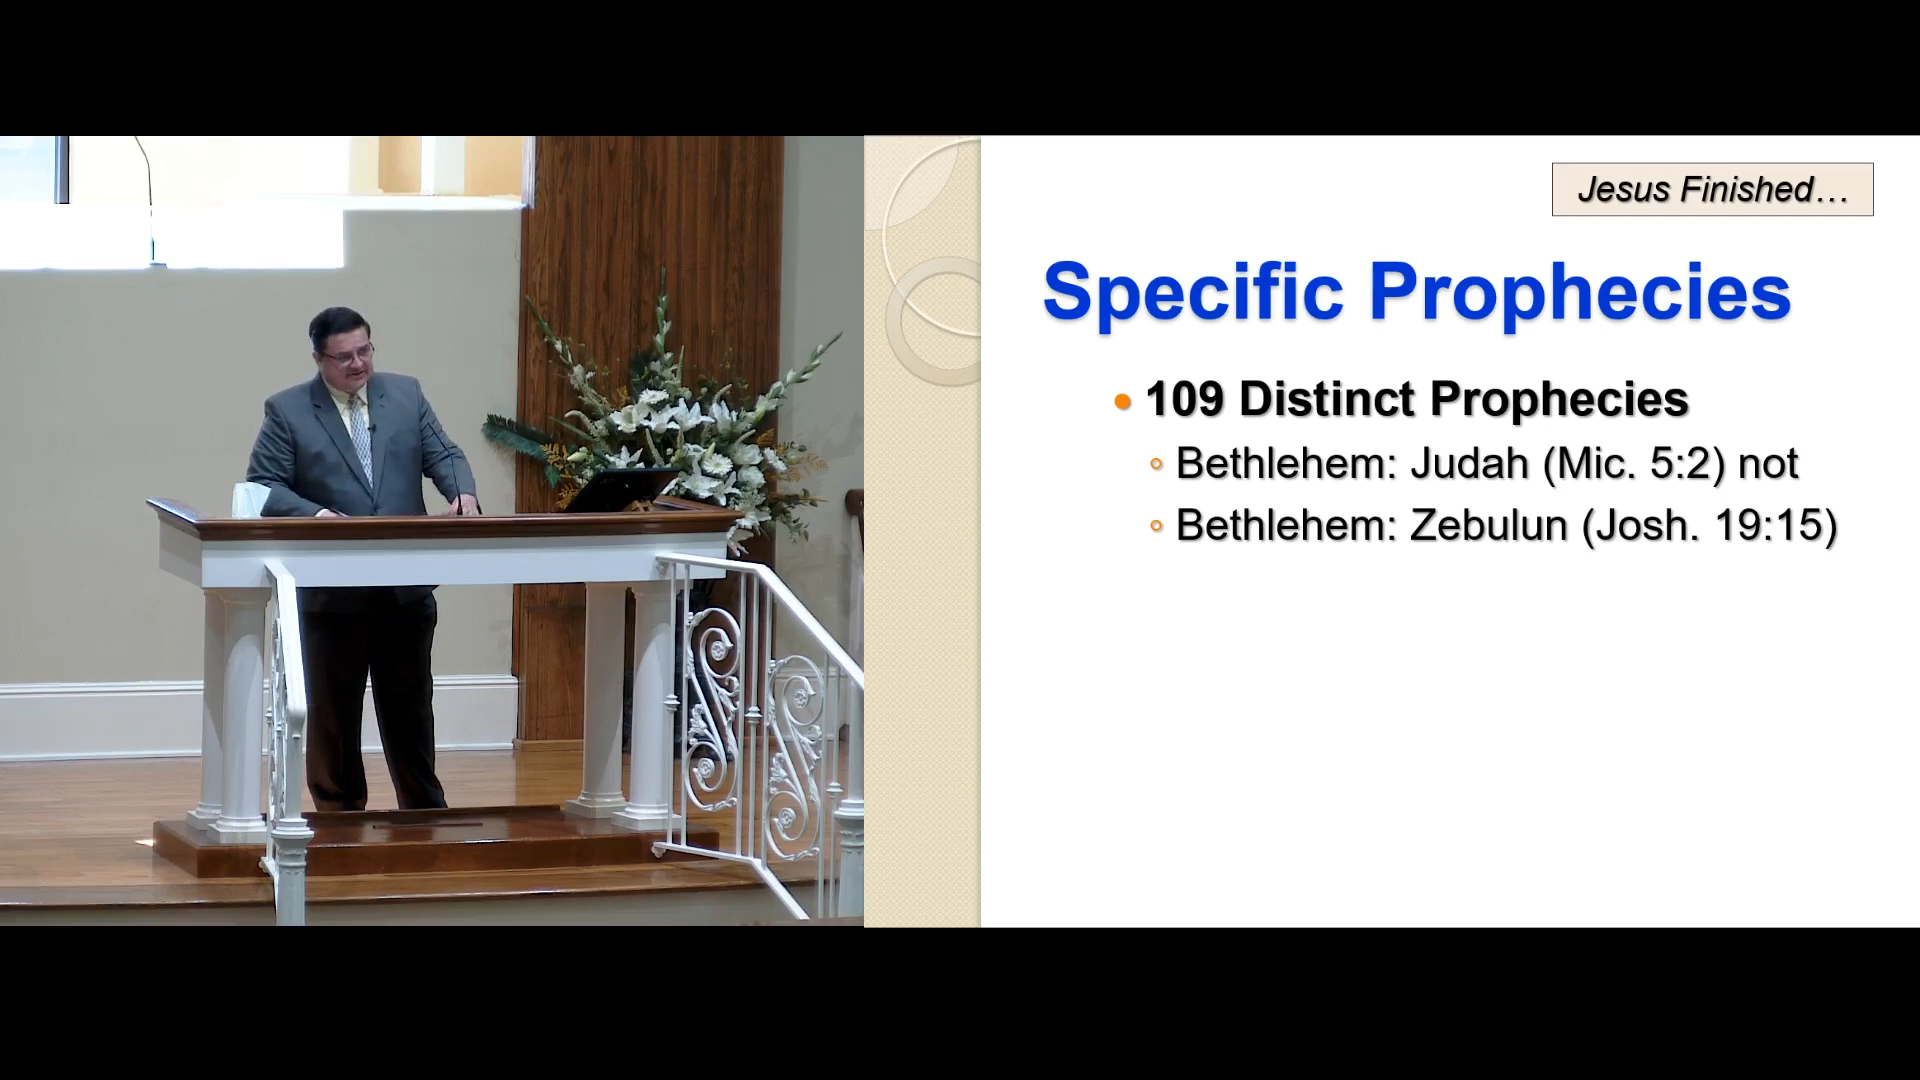 Jesus Finished…
Specific Prophecies
109 Distinct Prophecies
Bethlehem: Judah (Mic. 5:2) not
Bethlehem: Zebulun (Josh. 19:15)